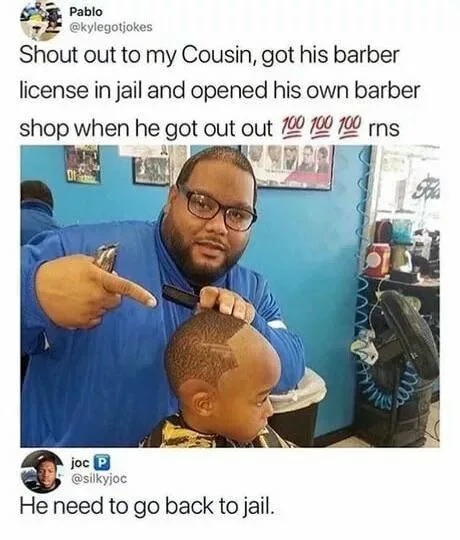 Pablo
@kylegotjokes
Shout out to my Cousin, got his barber
license in jail and opened his own barber
shop when he got out out 💯 💯 💯 rns
joc 🅿️
@silkyjoc
He need to go back to jail.